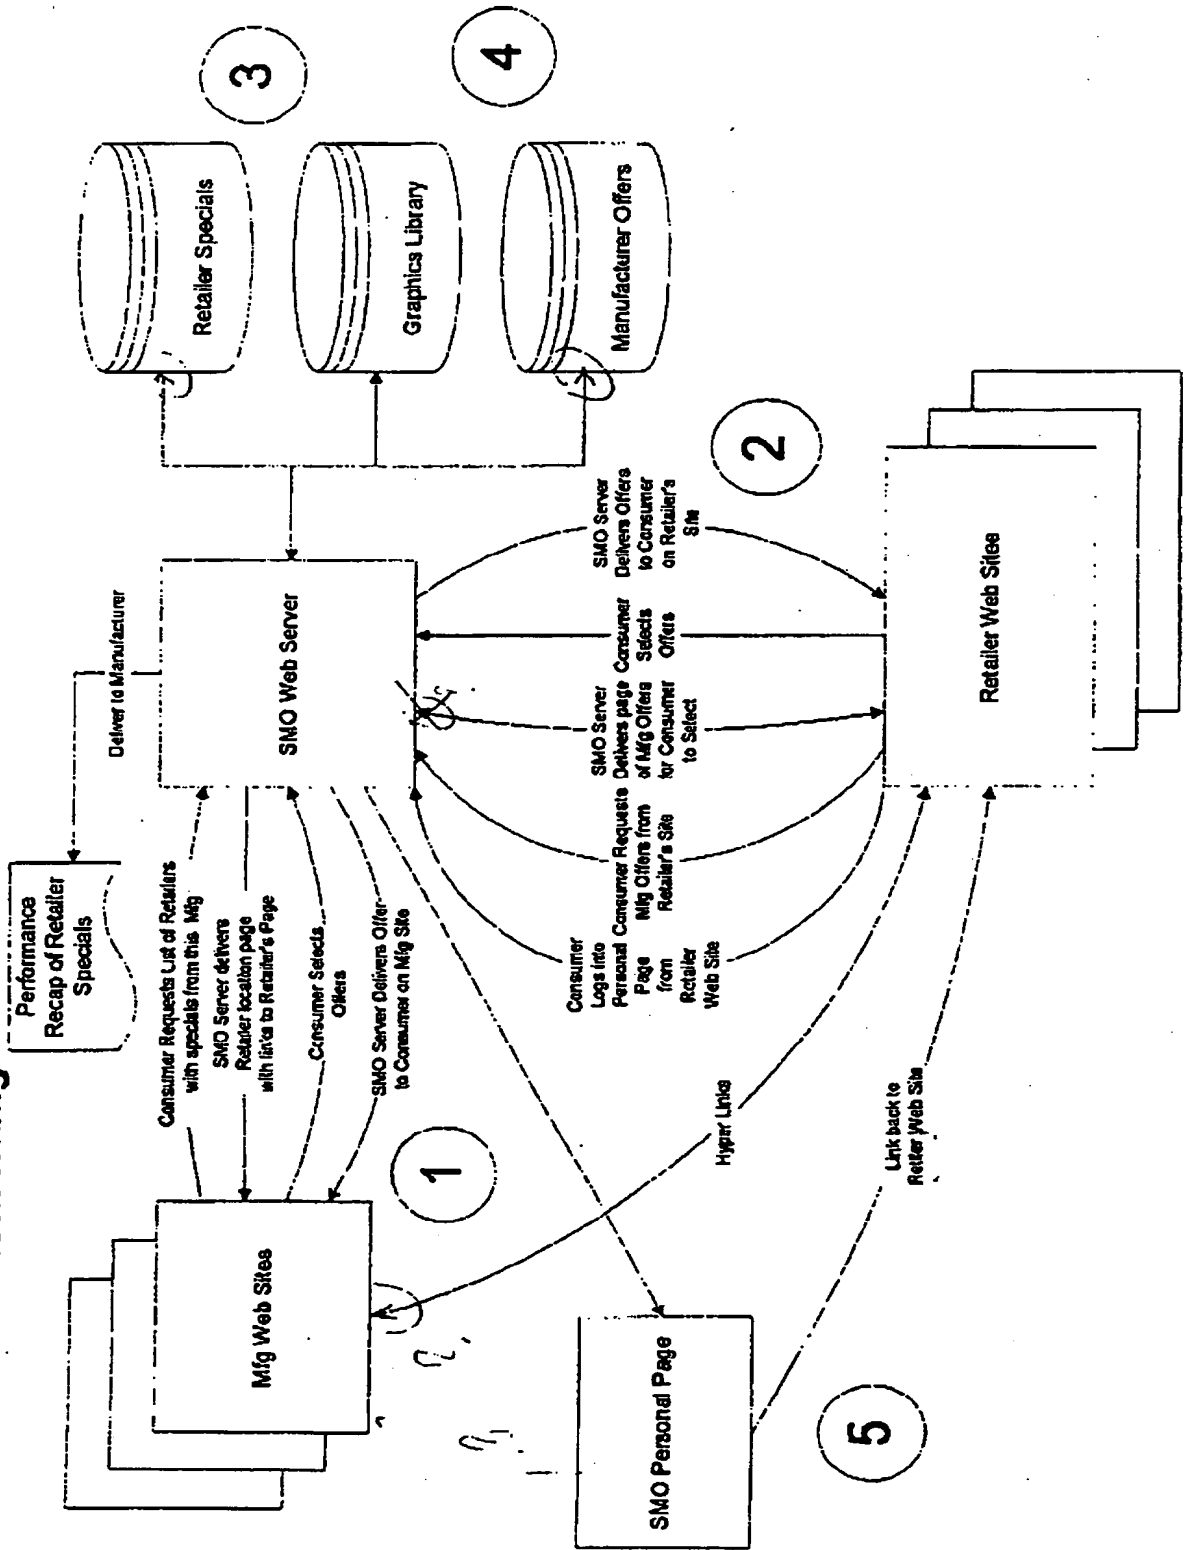 Performance
Recap of Retailer
Specials
Deliver to Manufacturer
Consumer Requests List of Retailers
with specials from this Mfg
SMO Server delivers
Retailer location page
with links to Retailer's Page
Consumer Selects
Offers
SMO Server Delivers Offer-
to Consumer on Mfg Site
Mfg Web Sites
1
SMO Web Server
Retailer Specials
Graphics Library
Manufacturer Offers
3
4
Consumer
Logs into
Personal
Page
from
Retailer
Web Site
Consumer Requests
Mfg Offers from
Retailer's Site
SMO Server
Delivers page
of Mfg Offers
for Consumer
to Select
Consumer
Selects
Offers
SMO Server
Delivers Offers
to Consumer
on Retailer's
Site
2
Hyper Links
Link back to
Retailer Web Site
SMO Personal Page
5
Retailer Web Sites